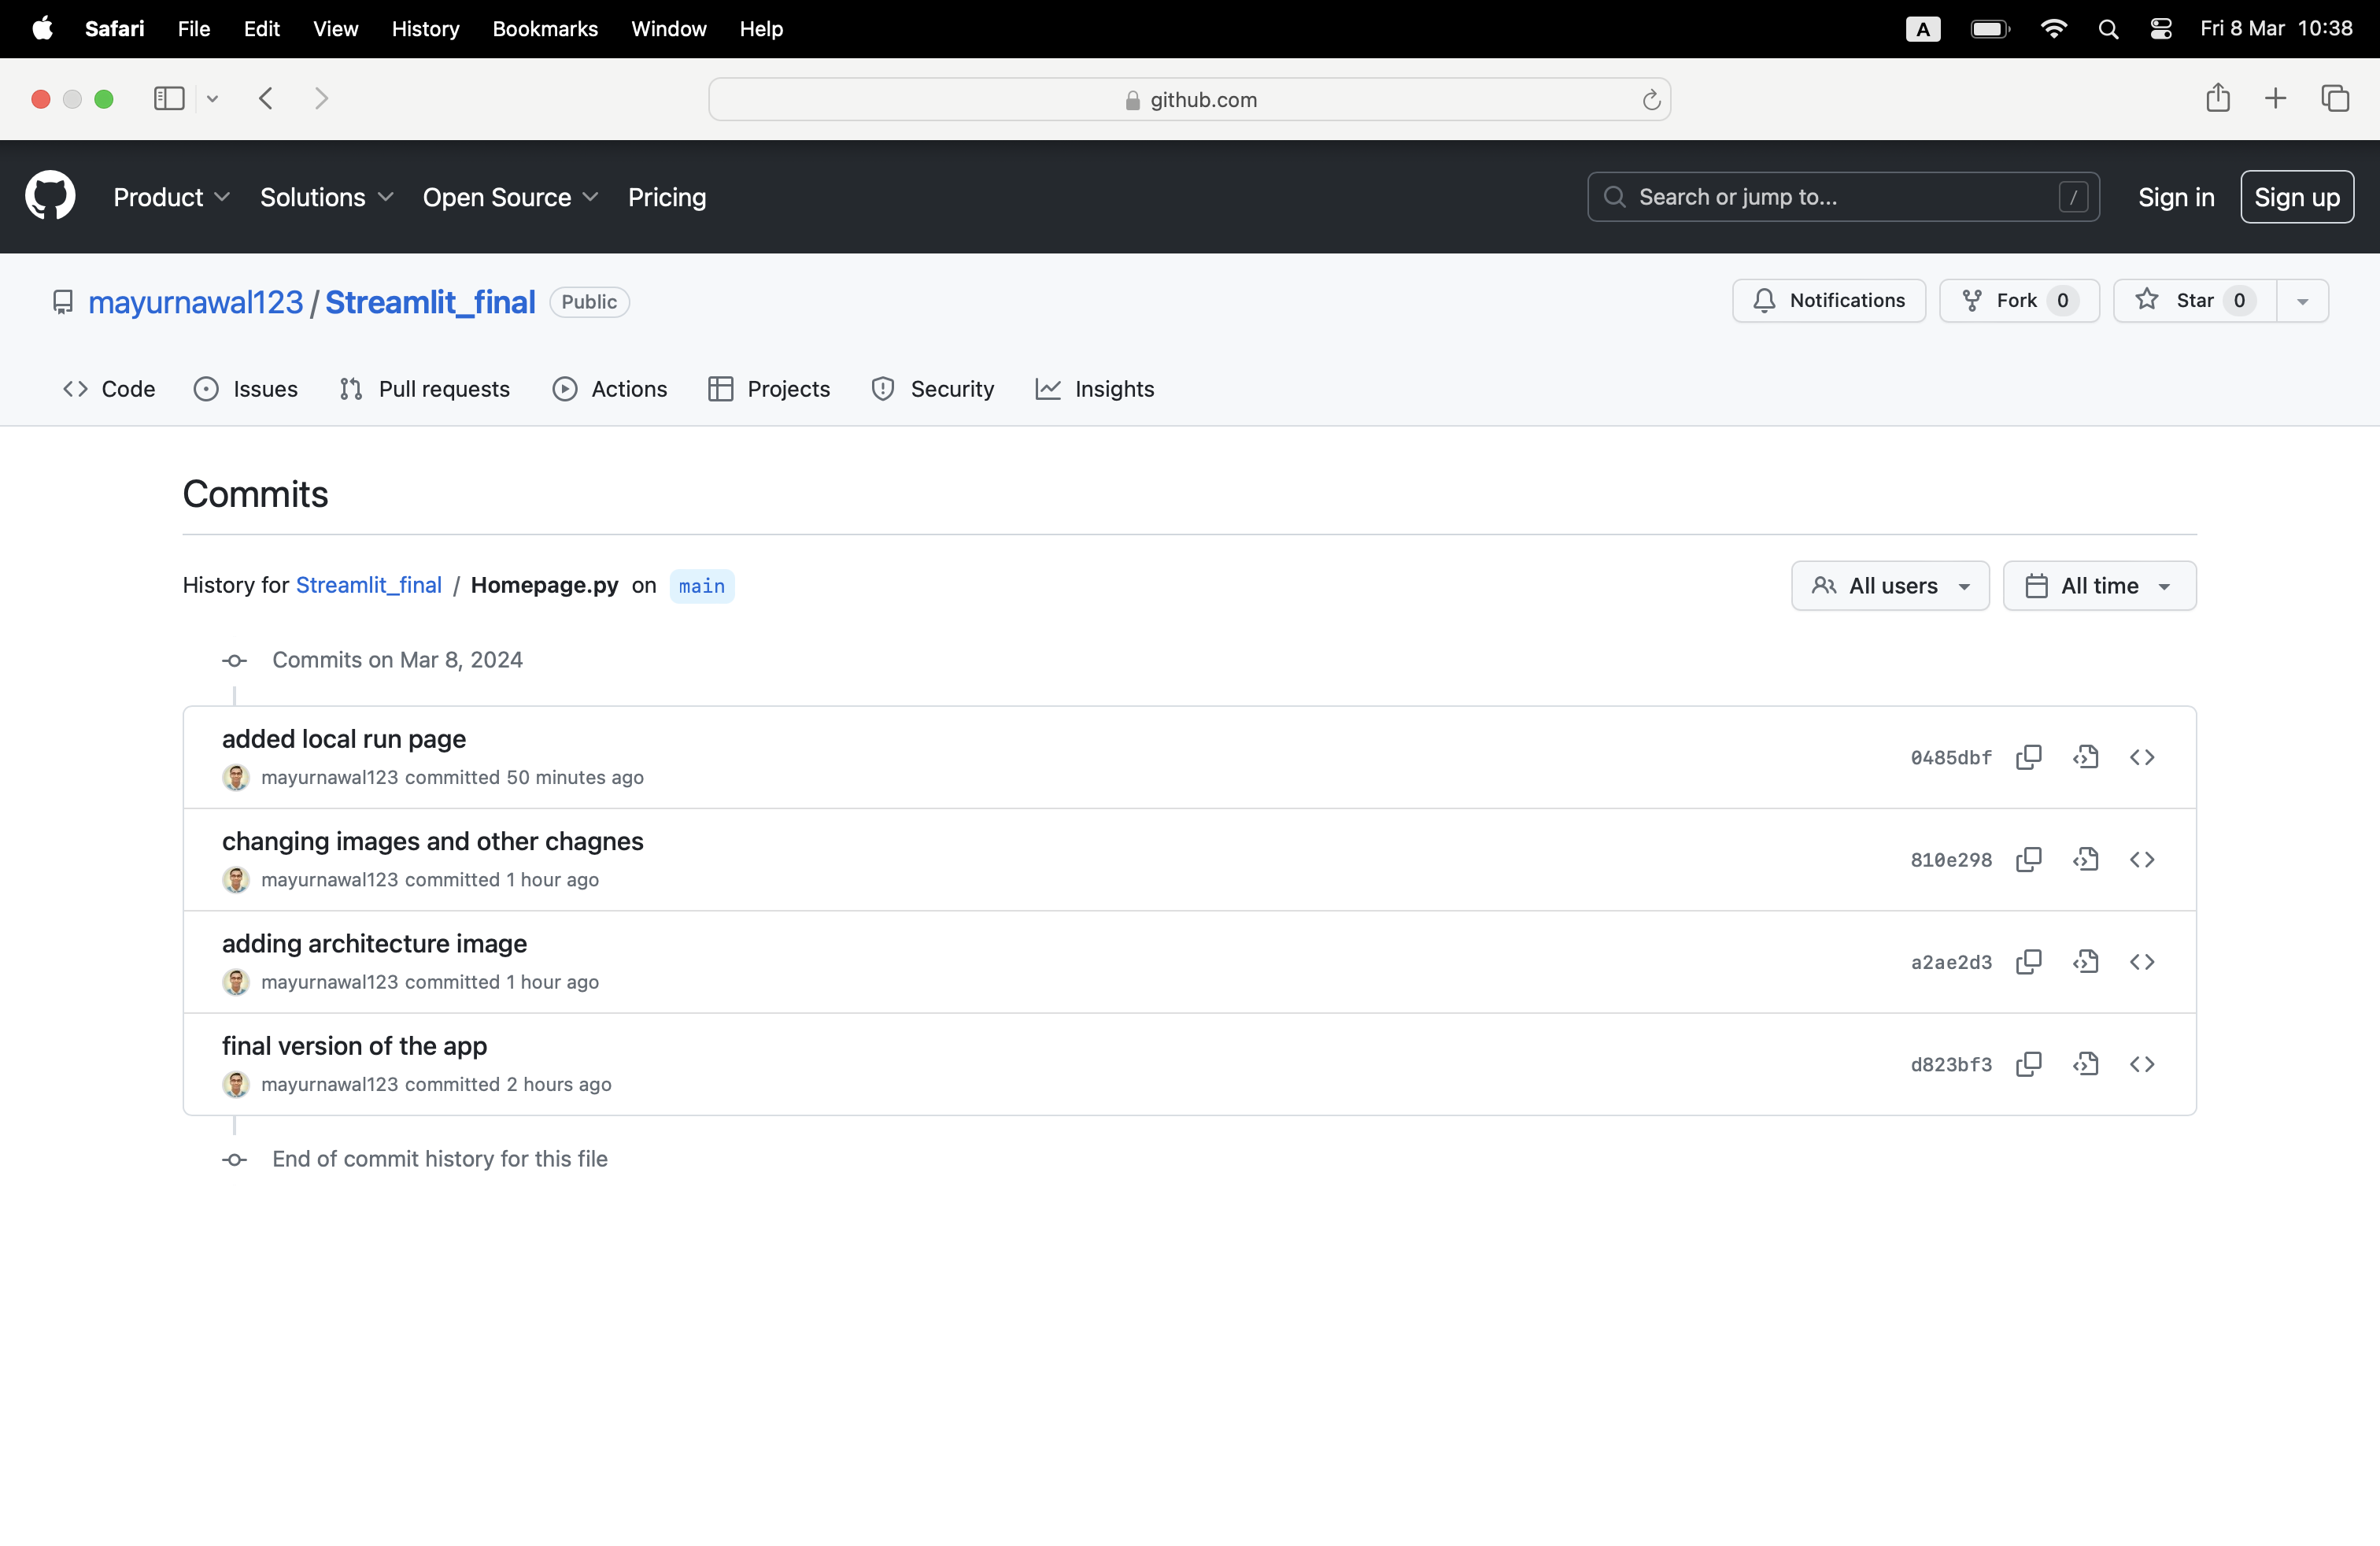 Safari File Edit View History Bookmarks Window Help A Fri 8 Mar 10:38
github.com
Product Solutions Open Source Pricing Search or jump to... / Sign in Sign up
mayurnawal123 / Streamlit_final Public Notifications Fork 0 Star 0
Code Issues Pull requests Actions Projects Security Insights
Commits
History for Streamlit_final / Homepage.py on main All users All time
Commits on Mar 8, 2024
added local run page
mayurnawal123 committed 50 minutes ago 0485dbf
changing images and other chagnes
mayurnawal123 committed 1 hour ago 810e298
adding architecture image
mayurnawal123 committed 1 hour ago a2ae2d3
final version of the app
mayurnawal123 committed 2 hours ago d823bf3
End of commit history for this file